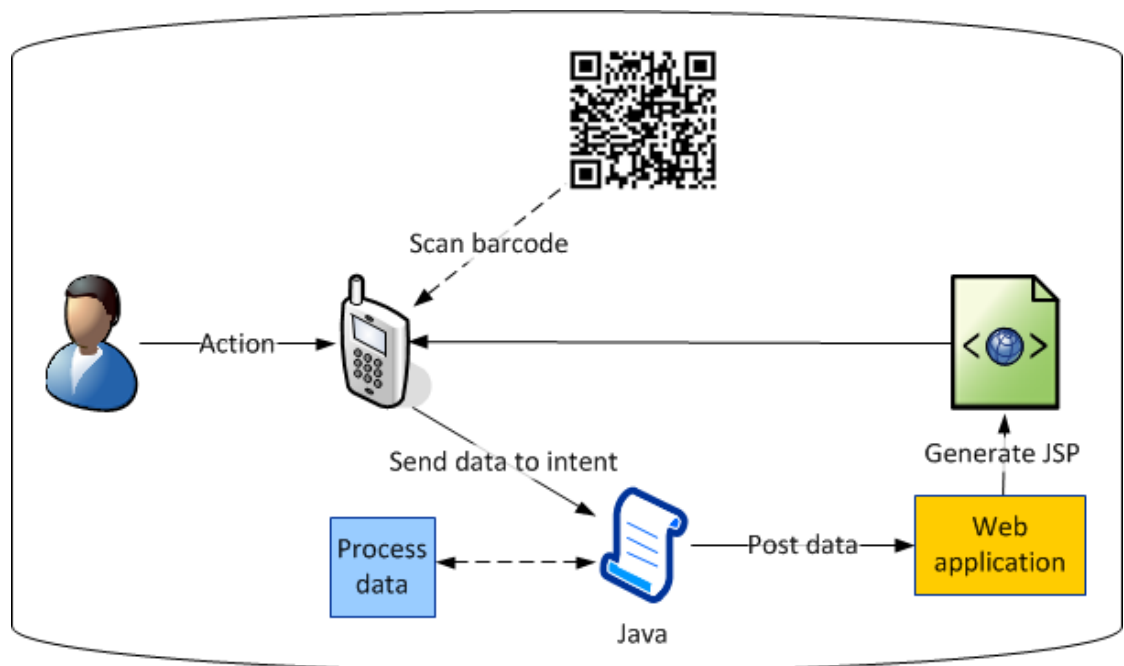 Scan barcode
Action
Generate JSP
Send data to intent
Process
data
Post data
Web
application
Java